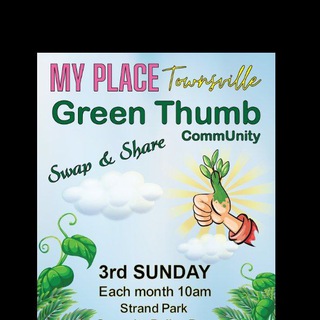 MY PLACE Townsville
Green Thumb
CommUnity
Swap & Share
3rd SUNDAY
Each month 10am
Strand Park